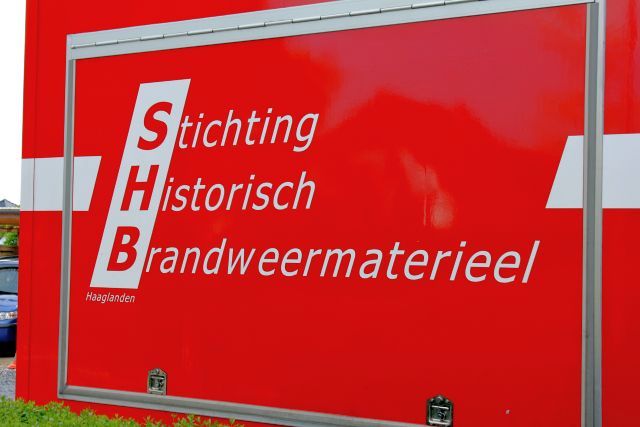 Stichting
Historisch
Brandweermaterieel
Haaglanden